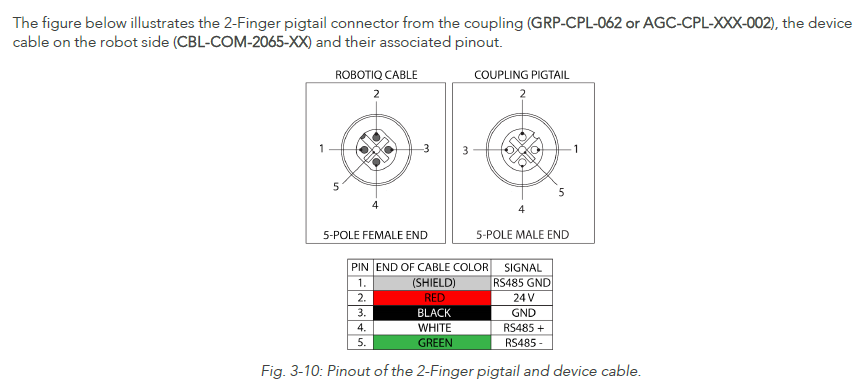 The figure below illustrates the 2-Finger pigtail connector from the coupling (GRP-CPL-062 or AGC-CPL-XXX-002), the device
cable on the robot side (CBL-COM-2065-XX) and their associated pinout.
ROBOTIQ CABLE
2
1
3
5
4
5-POLE FEMALE END
COUPLING PIGTAIL
2
3
1
5
4
5-POLE MALE END
PIN END OF CABLE COLOR SIGNAL
1. (SHIELD) RS485 GND
2. RED 24 V
3. BLACK GND
4. WHITE RS485 +
5. GREEN RS485 -
Fig. 3-10: Pinout of the 2-Finger pigtail and device cable.